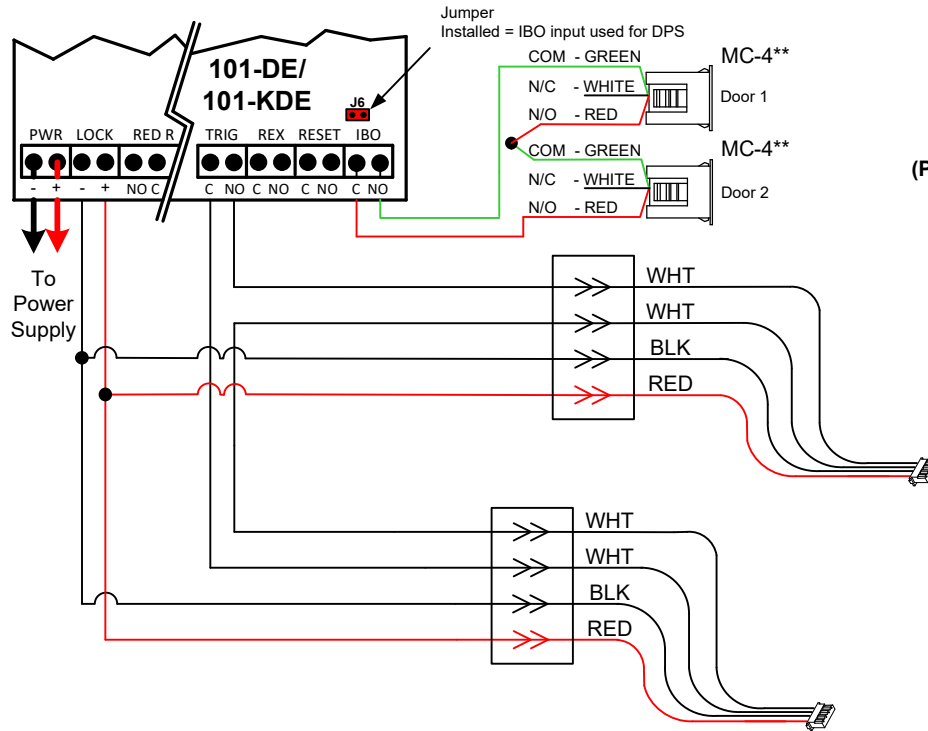 Jumper
Installed = IBO input used for DPS
101-DE/
101-KDE
J6
PWR LOCK RED R TRIG REX RESET IBO
- + - + NO C C NO C NO C NO C NO
To
Power
Supply
COM - GREEN
N/C - WHITE
N/O - RED
MC-4**
Door 1
COM - GREEN
N/C - WHITE
N/O - RED
MC-4**
Door 2
(P
WHT
WHT
BLK
RED
WHT
WHT
BLK
RED